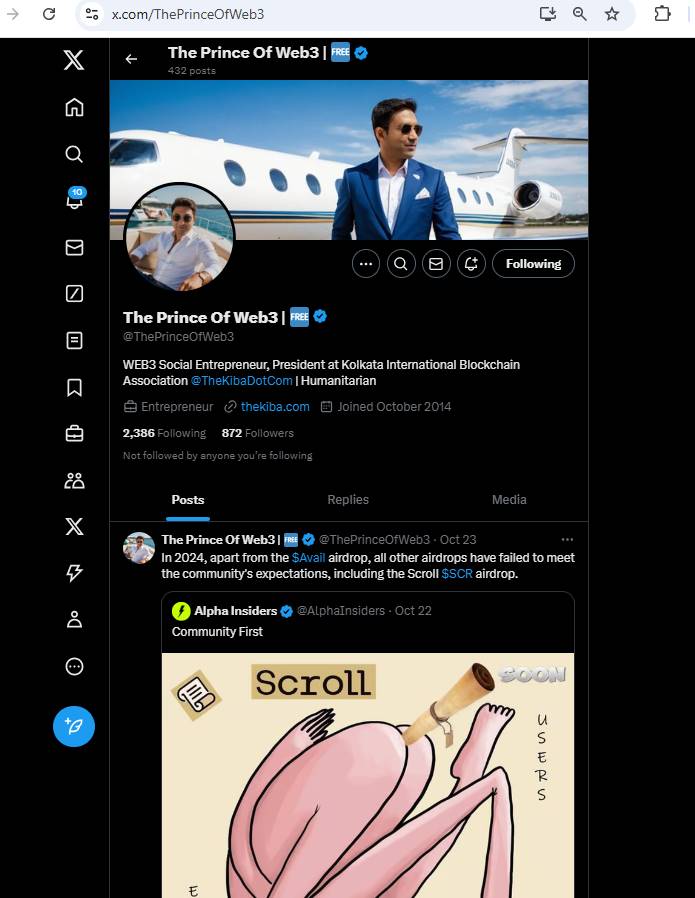 x.com/ThePrinceOfWeb3
The Prince Of Web3 | FREE
432 posts
10
Following
The Prince Of Web3 | FREE
@ThePrinceOfWeb3
WEB3 Social Entrepreneur, President at Kolkata International Blockchain
Association @TheKibaDotCom | Humanitarian
Entrepreneur thekiba.com Joined October 2014
2,386 Following 872 Followers
Not followed by anyone you're following
Posts Replies Media
The Prince Of Web3 | FREE @ThePrinceOfWeb3 · Oct 23
In 2024, apart from the $Avail airdrop, all other airdrops have failed to meet
the community's expectations, including the Scroll $SCR airdrop.
Alpha Insiders @AlphaInsiders · Oct 22
Community First
Scroll
SOON
U
S
E
R
S
E